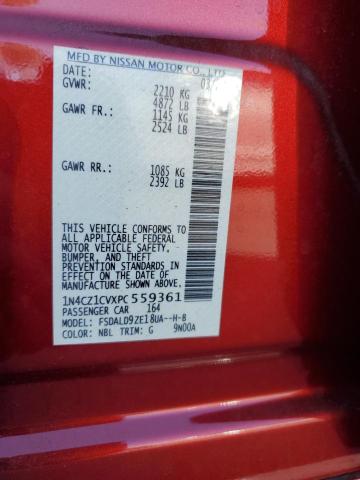 MFD BY NISSAN MOTOR CO., LTD
DATE: 03
GVWR: 2210 KG
4872 LB
GAWR FR.: 1145 KG
2524 LB
GAWR RR.: 1085 KG
2392 LB
THIS VEHICLE CONFORMS TO
ALL APPLICABLE FEDERAL
MOTOR VEHICLE SAFETY,
BUMPER, AND THEFT
PREVENTION STANDARDS
IN EFFECT ON THE DATE OF
MANUFACTURE SHOWN ABOVE.
1N4CZ1CVXPC559361
PASSENGER CAR 164
MODEL: FSDALD9ZE18UA--H-B
COLOR: NBL TRIM: G 9N00A